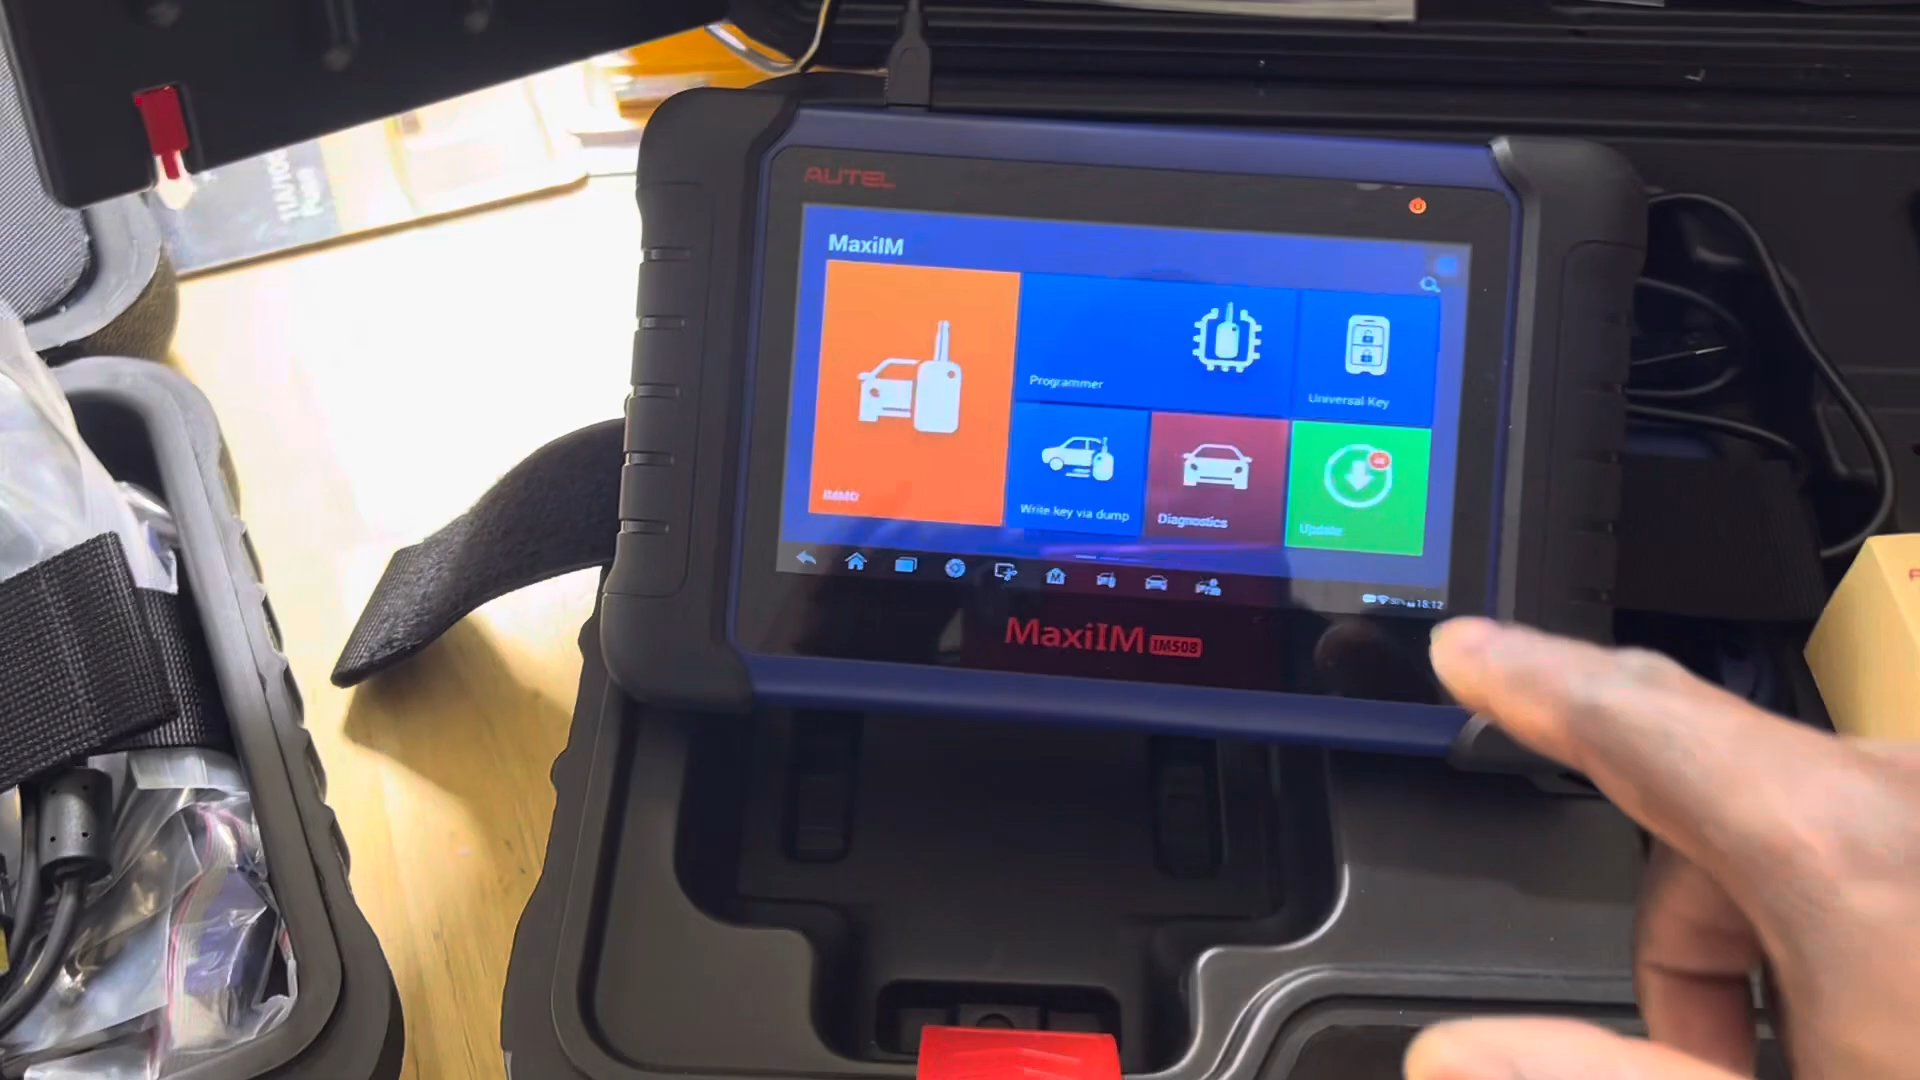 AUTEL
MaxiIM
Programmer
Universal Key
IMMO
Write key via dump
Diagnostics
Update
18:12
MaxiIM IM508